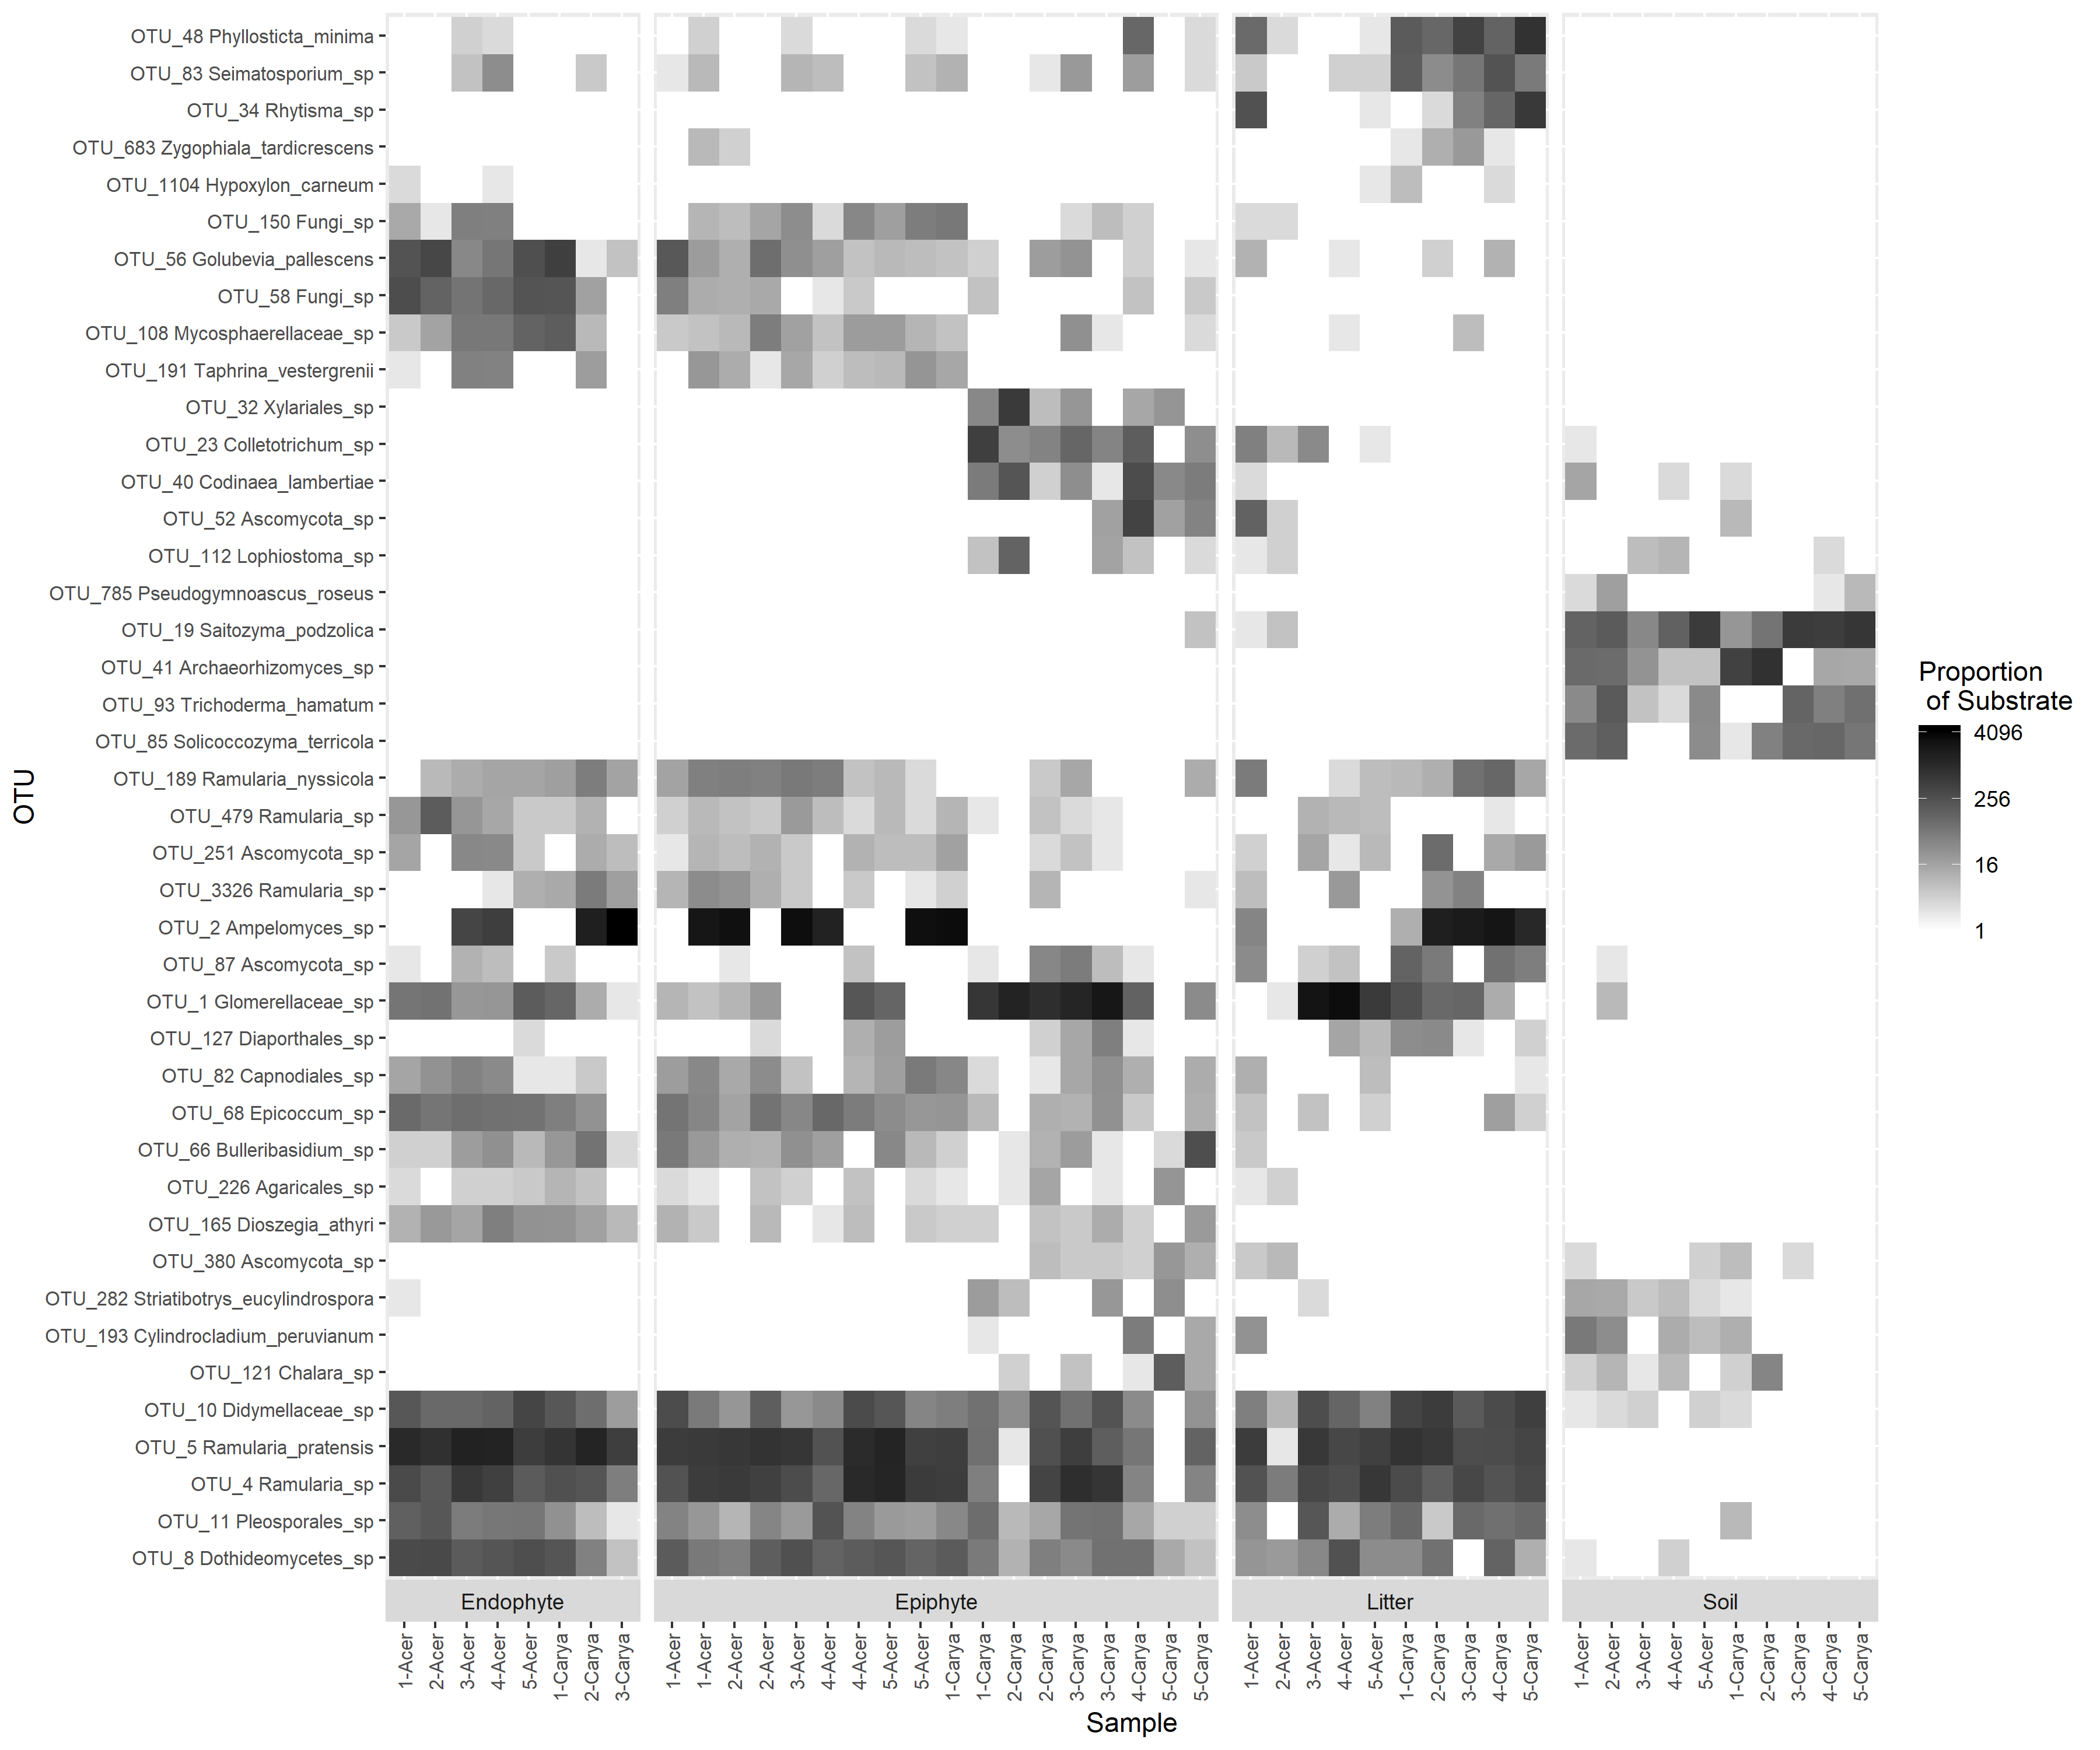 OTU_48 Phyllosticta_minima
OTU_83 Seimatosporium_sp
OTU_34 Rhytisma_sp
OTU_683 Zygophiala_tardicrescens
OTU_1104 Hypoxylon_carneum
OTU_150 Fungi_sp
OTU_56 Golubevia_pallescens
OTU_58 Fungi_sp
OTU_108 Mycosphaerellaceae_sp
OTU_191 Taphrina_vestergrenii
OTU_32 Xylariales_sp
OTU_23 Colletotrichum_sp
OTU_40 Codinaea_lambertiae
OTU_52 Ascomycota_sp
OTU_112 Lophiostoma_sp
OTU_785 Pseudogymnoascus_roseus
OTU_19 Saitozyma_podzolica
OTU_41 Archaeorhizomyces_sp
OTU_93 Trichoderma_hamatum
OTU_85 Solicoccozyma_terricola
OTU_189 Ramularia_nyssicola
OTU_479 Ramularia_sp
OTU_251 Ascomycota_sp
OTU_3326 Ramularia_sp
OTU_2 Ampelomyces_sp
OTU_87 Ascomycota_sp
OTU_1 Glomerellaceae_sp
OTU_127 Diaporthales_sp
OTU_82 Capnodiales_sp
OTU_68 Epicoccum_sp
OTU_66 Bulleribasidium_sp
OTU_226 Agaricales_sp
OTU_165 Dioszegia_athyri
OTU_380 Ascomycota_sp
OTU_282 Striatibotrys_eucylindrospora
OTU_193 Cylindrocladium_peruvianum
OTU_121 Chalara_sp
OTU_10 Didymellaceae_sp
OTU_5 Ramularia_pratensis
OTU_4 Ramularia_sp
OTU_11 Pleosporales_sp
OTU_8 Dothideomycetes_sp
OTU
Endophyte
Epiphyte
Litter
Soil
1-Acer
2-Acer
3-Acer
4-Acer
5-Acer
1-Carya
2-Carya
3-Carya
1-Acer
1-Acer
2-Acer
2-Acer
3-Acer
4-Acer
4-Acer
5-Acer
5-Acer
1-Carya
1-Carya
2-Carya
2-Carya
3-Carya
3-Carya
4-Carya
5-Carya
5-Carya
1-Acer
2-Acer
3-Acer
4-Acer
5-Acer
1-Carya
2-Carya
3-Carya
4-Carya
5-Carya
1-Acer
2-Acer
3-Acer
4-Acer
5-Acer
1-Carya
2-Carya
3-Carya
4-Carya
5-Carya
Sample
Proportion
of Substrate
4096
256
16
1